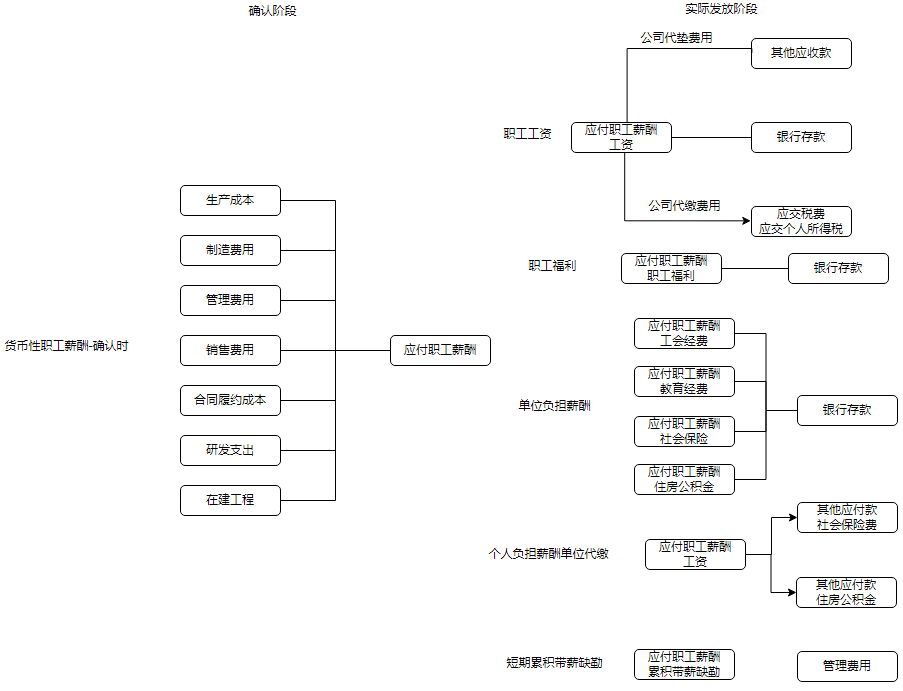 确认阶段
实际发放阶段
公司代垫费用
其他应收款
职工工资
应付职工薪酬
工资
银行存款
公司代缴费用
应交税费
应交个人所得税
职工福利
应付职工薪酬
职工福利
银行存款
生产成本
制造费用
管理费用
货币性职工薪酬-确认时
销售费用
应付职工薪酬
合同履约成本
研发支出
在建工程
应付职工薪酬
工会经费
应付职工薪酬
教育经费
单位负担薪酬
应付职工薪酬
社会保险
银行存款
应付职工薪酬
住房公积金
个人负担薪酬单位代缴
应付职工薪酬
工资
其他应付款
社会保险费
其他应付款
住房公积金
短期累积带薪缺勤
应付职工薪酬
累积带薪缺勤
管理费用